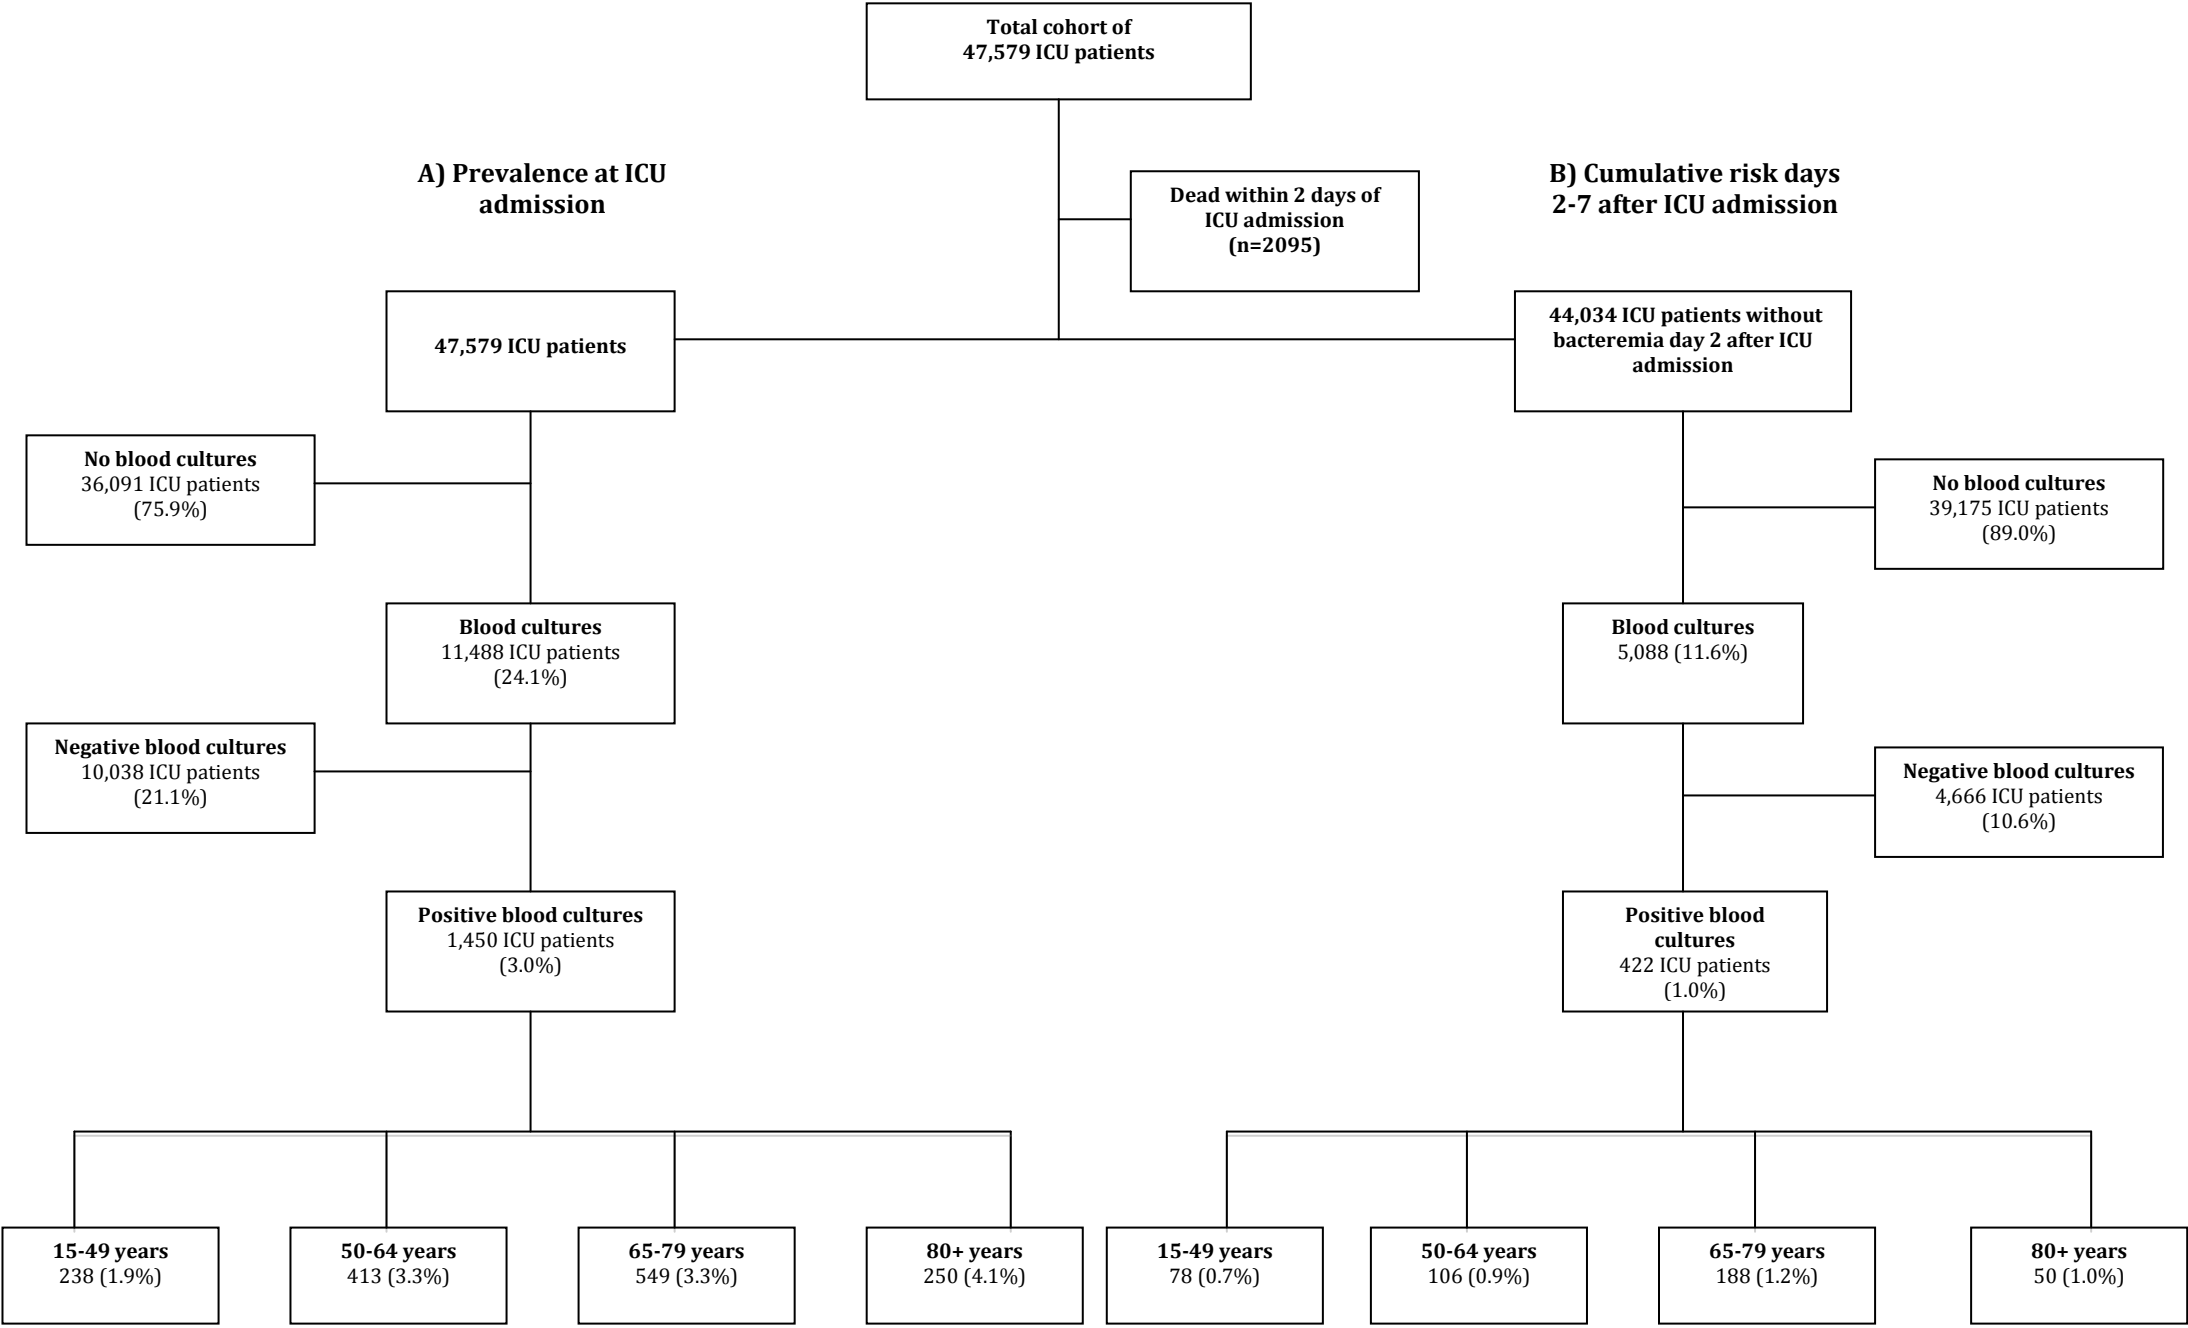 Total cohort of
47,579 ICU patients
A) Prevalence at ICU
admission
B) Cumulative risk days
2-7 after ICU admission
Dead within 2 days of
ICU admission
(n=2095)
47,579 ICU patients
44,034 ICU patients without
bacteremia day 2 after ICU
admission
No blood cultures
36,091 ICU patients
(75.9%)
No blood cultures
39,175 ICU patients
(89.0%)
Blood cultures
11,488 ICU patients
(24.1%)
Blood cultures
5,088 (11.6%)
Negative blood cultures
10,038 ICU patients
(21.1%)
Negative blood cultures
4,666 ICU patients
(10.6%)
Positive blood cultures
1,450 ICU patients
(3.0%)
Positive blood
cultures
422 ICU patients
(1.0%)
15-49 years
238 (1.9%)
50-64 years
413 (3.3%)
65-79 years
549 (3.3%)
80+ years
250 (4.1%)
15-49 years
78 (0.7%)
50-64 years
106 (0.9%)
65-79 years
188 (1.2%)
80+ years
50 (1.0%)